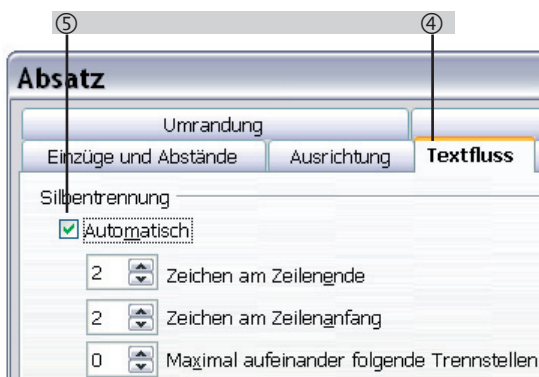 ⑤ ④
Absatz
Umrandung
Einzüge und Abstände Ausrichtung Textfluss
Silbentrennung
Automatisch
2 Zeichen am Zeilenende
2 Zeichen am Zeilenanfang
0 Maximal aufeinander folgende Trennstellen